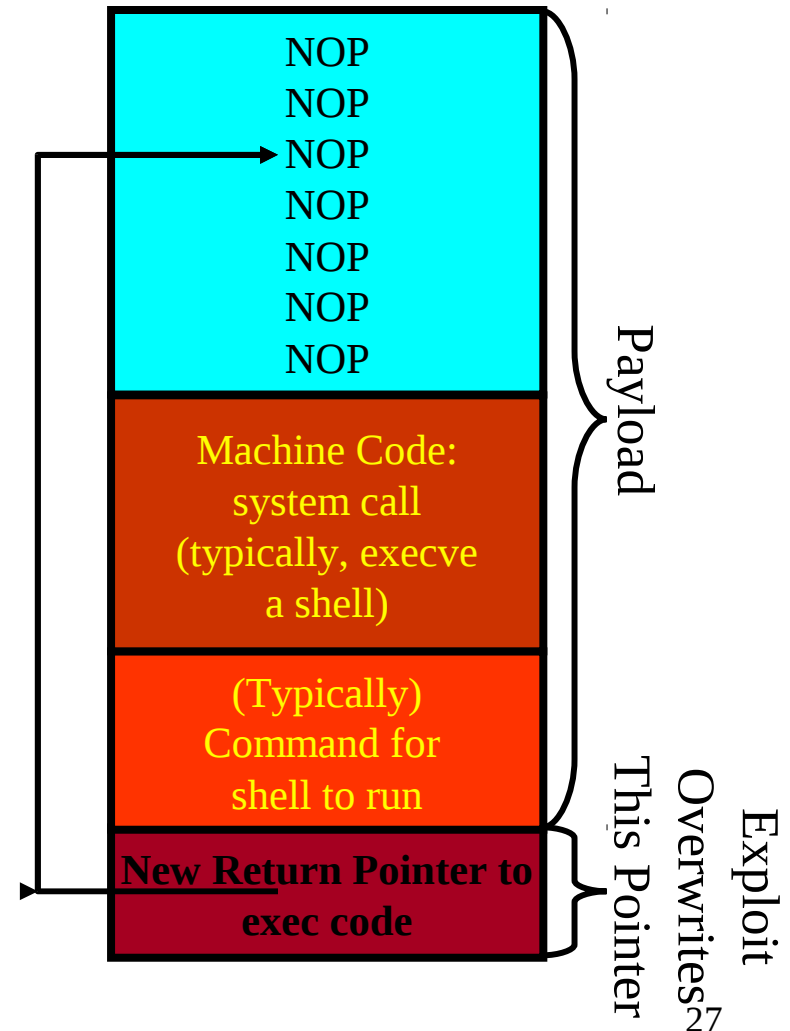 NOP
NOP
NOP
NOP
NOP
NOP
NOP
Machine Code:
system call
(typically, execve
a shell)
(Typically)
Command for
shell to run
New Return Pointer to
exec code
Payload
Exploit
Overwrites
This Pointer
27